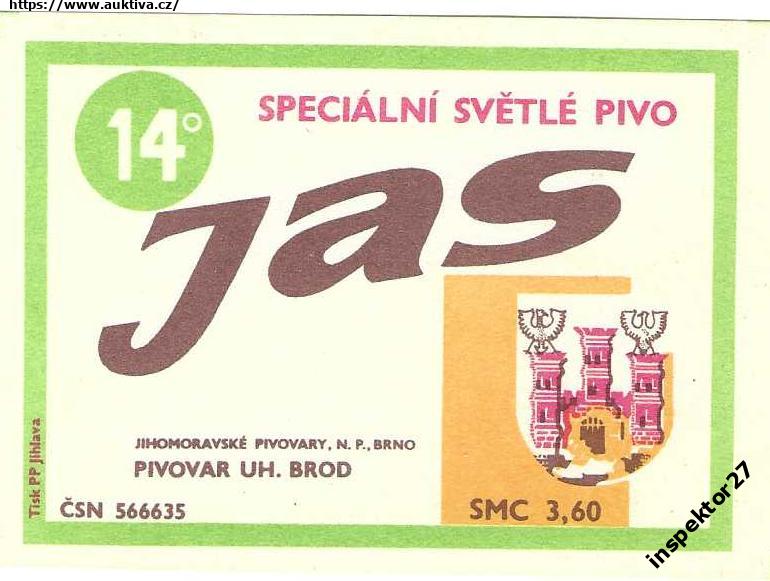 https://www.auktiva.cz/
14°
SPECIÁLNÍ SVĚTLÉ PIVO
Jas
JIHOMORAVSKÉ PIVOVARY, N. P., BRNO
PIVOVAR UH. BROD
Tisk PP Jihlava
ČSN 566635
SMC 3,60
inspektor27